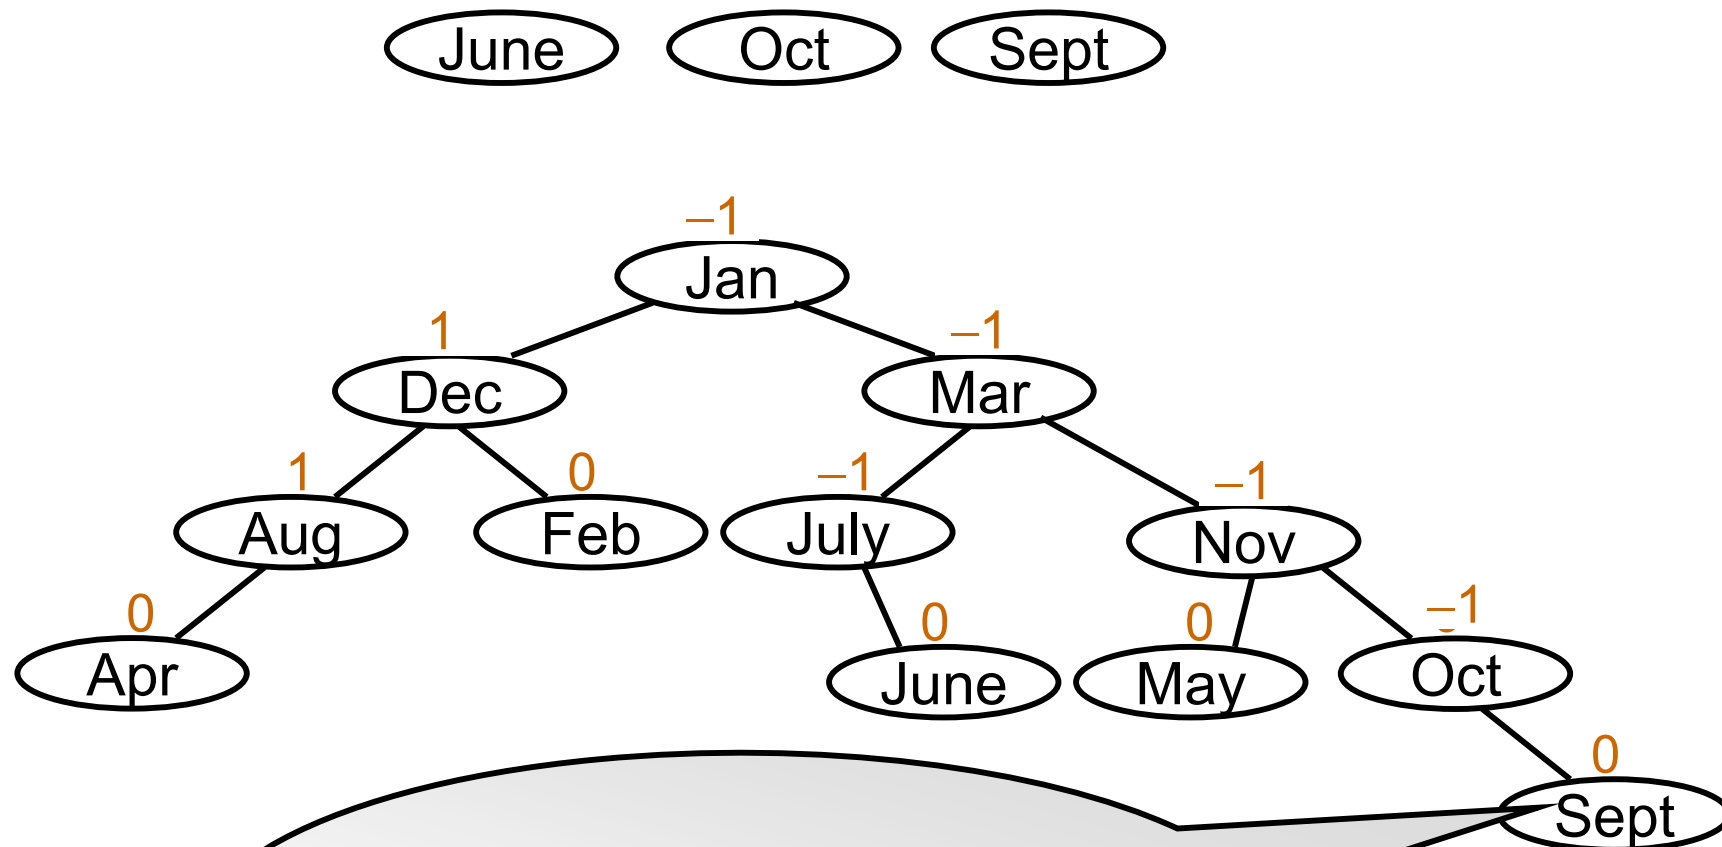 June Oct Sept
–1
Jan
1 –1
Dec Mar
1 0 –1 –1
Aug Feb July Nov
0 0 0 –1
Apr June May Oct
0
Sept